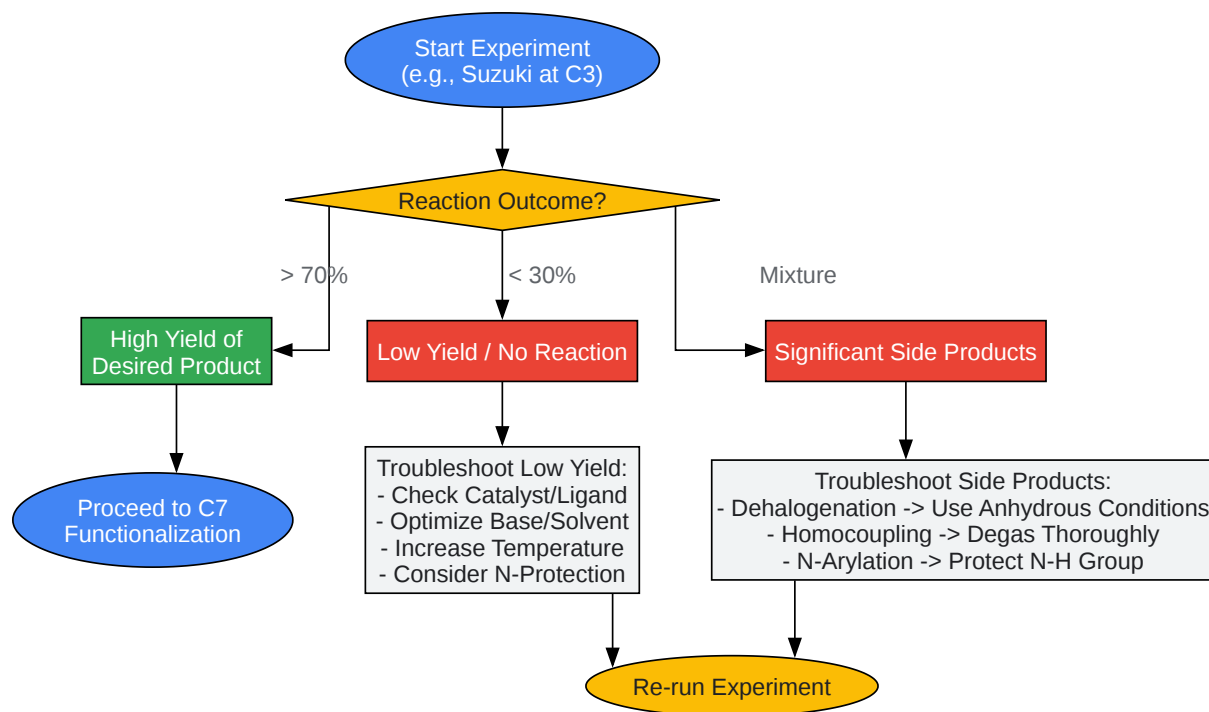 Start Experiment
(e.g., Suzuki at C3)
Reaction Outcome?
> 70%
< 30%
Mixture
High Yield of
Desired Product
Low Yield / No Reaction
Significant Side Products
Proceed to C7
Functionalization
Troubleshoot Low Yield:
- Check Catalyst/Ligand
- Optimize Base/Solvent
- Increase Temperature
- Consider N-Protection
Troubleshoot Side Products:
- Dehalogenation -> Use Anhydrous Conditions
- Homocoupling -> Degas Thoroughly
- N-Arylation -> Protect N-H Group
Re-run Experiment